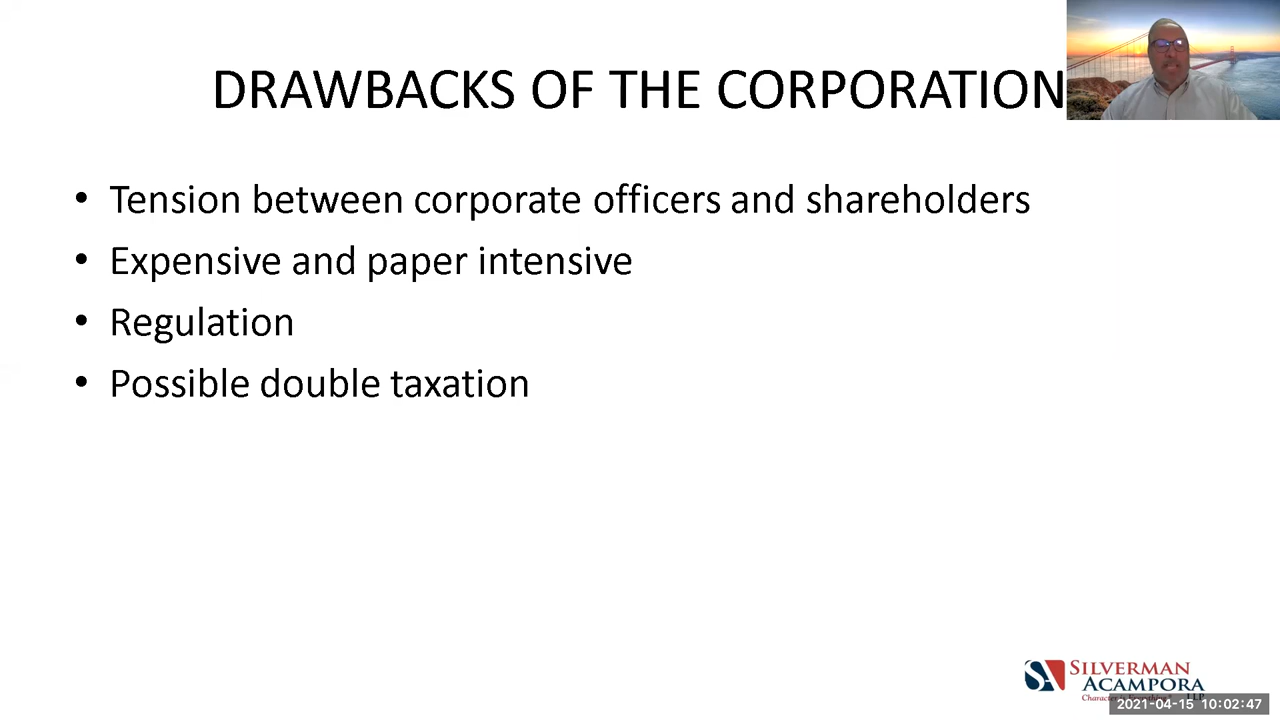 DRAWBACKS OF THE CORPORATION
• Tension between corporate officers and shareholders
• Expensive and paper intensive
• Regulation
• Possible double taxation
SILVERMAN
ACAMPORA
LLP
2021-04-15 10:02:47